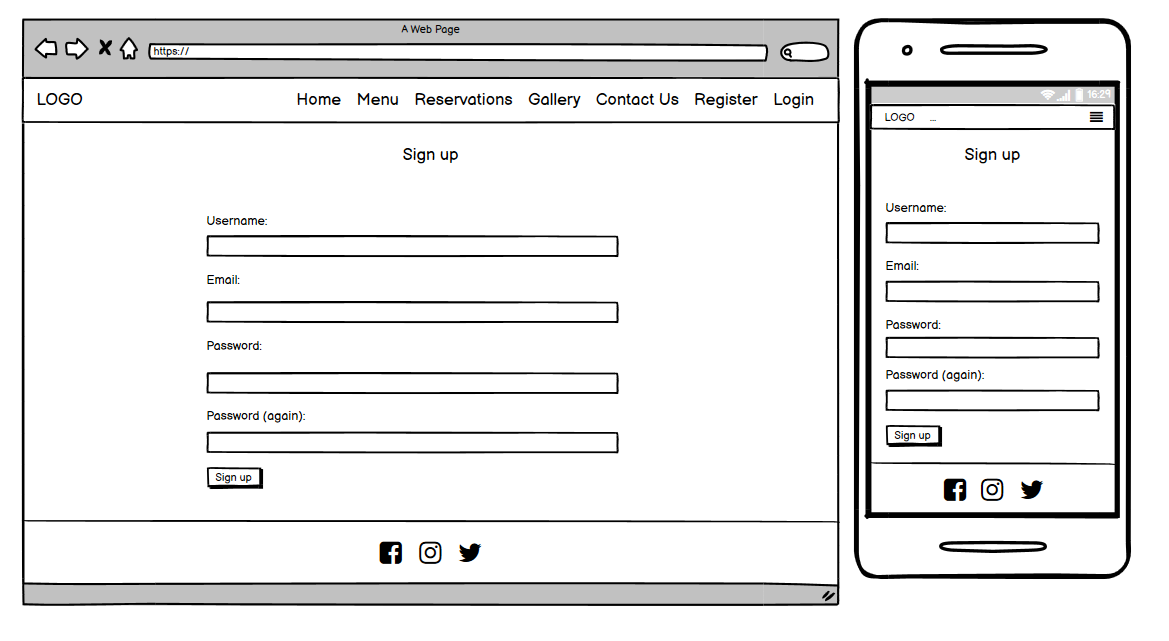 A Web Page
https://
LOGO Home Menu Reservations Gallery Contact Us Register Login
Sign up
Username:
Email:
Password:
Password (again):
Sign up
16:29
LOGO ...
Sign up
Username:
Email:
Password:
Password (again):
Sign up